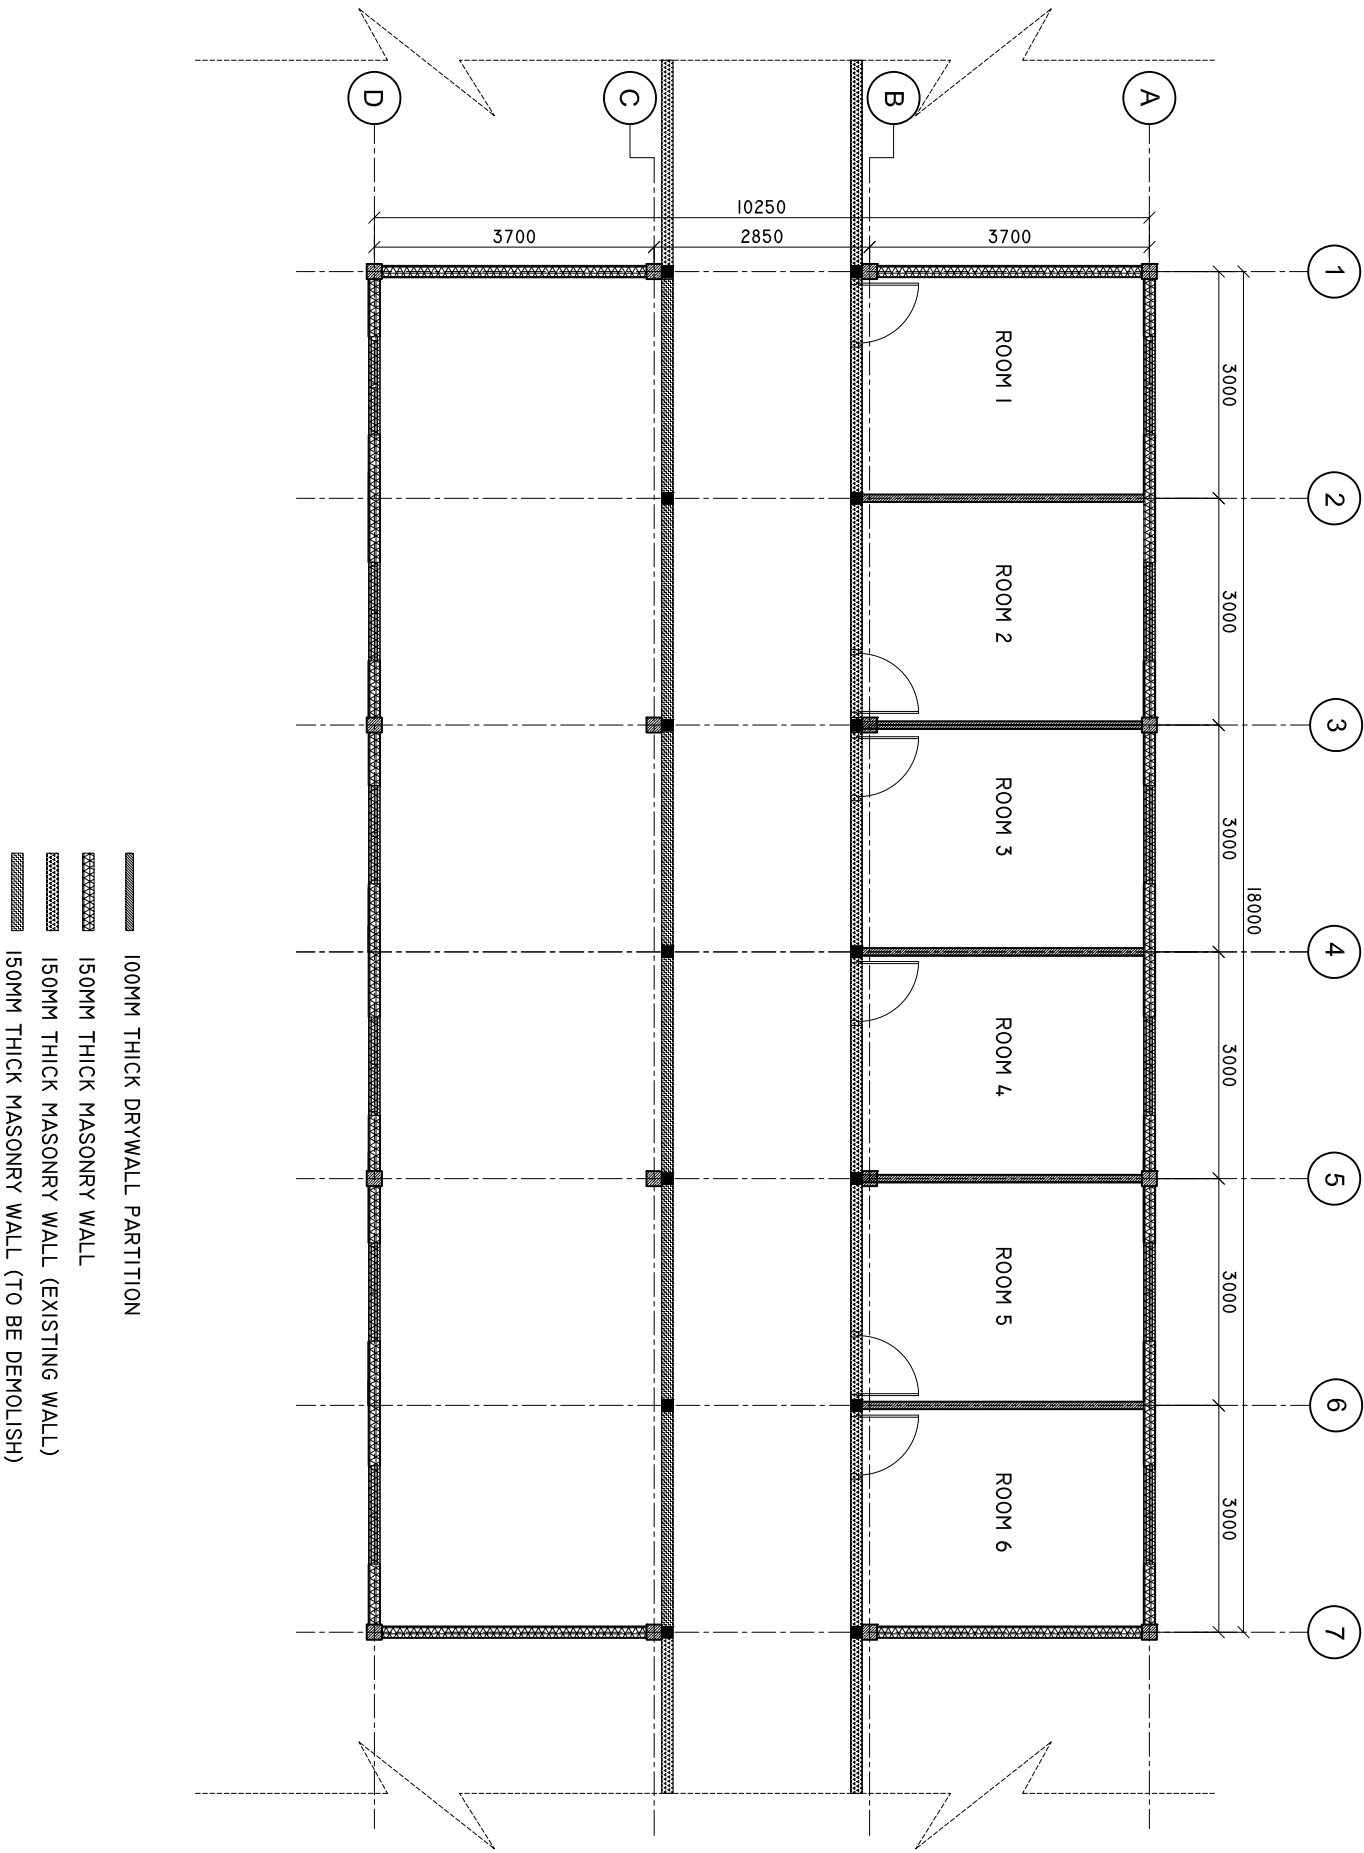 1
2
3
4
5
6
7
18000
3000
3000
3000
3000
3000
3000
A
B
C
D
10250
3700
2850
3700
ROOM 1
ROOM 2
ROOM 3
ROOM 4
ROOM 5
ROOM 6
100MM THICK DRYWALL PARTITION
150MM THICK MASONRY WALL
150MM THICK MASONRY WALL (EXISTING WALL)
150MM THICK MASONRY WALL (TO BE DEMOLISH)